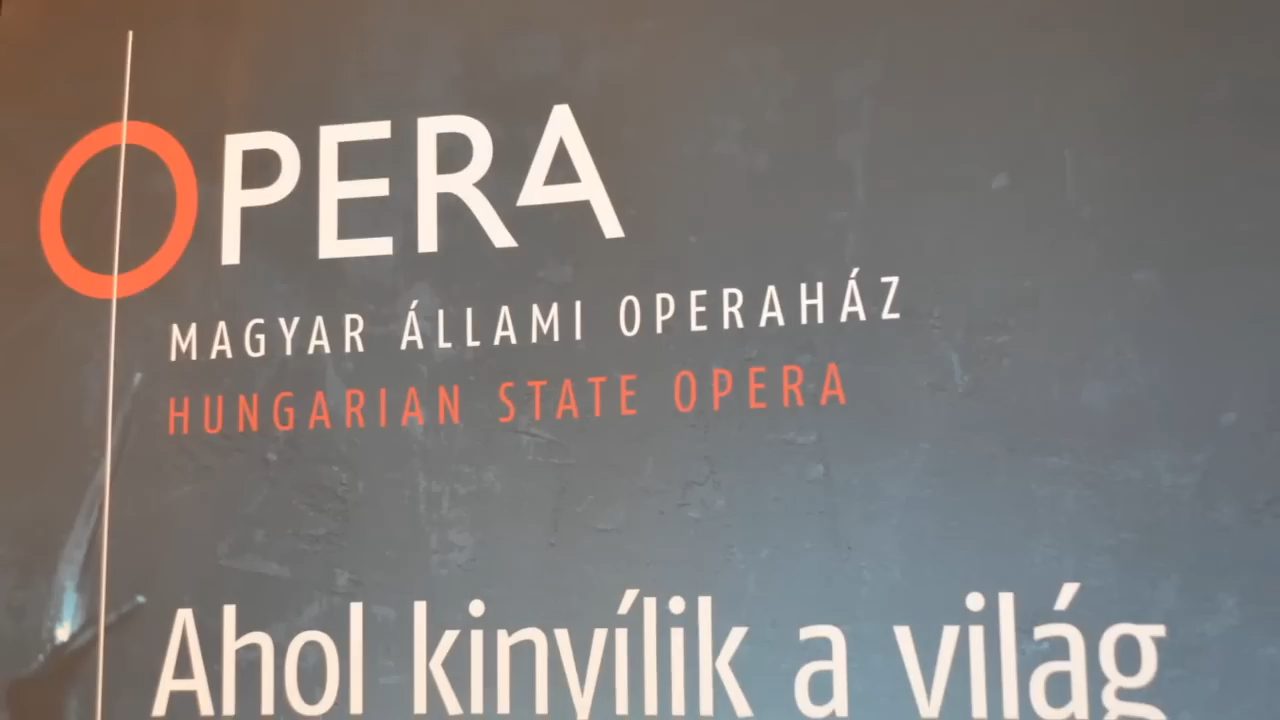 OPERA
MAGYAR ÁLLAMI OPERAHÁZ
HUNGARIAN STATE OPERA
Ahol kinyílik a világ